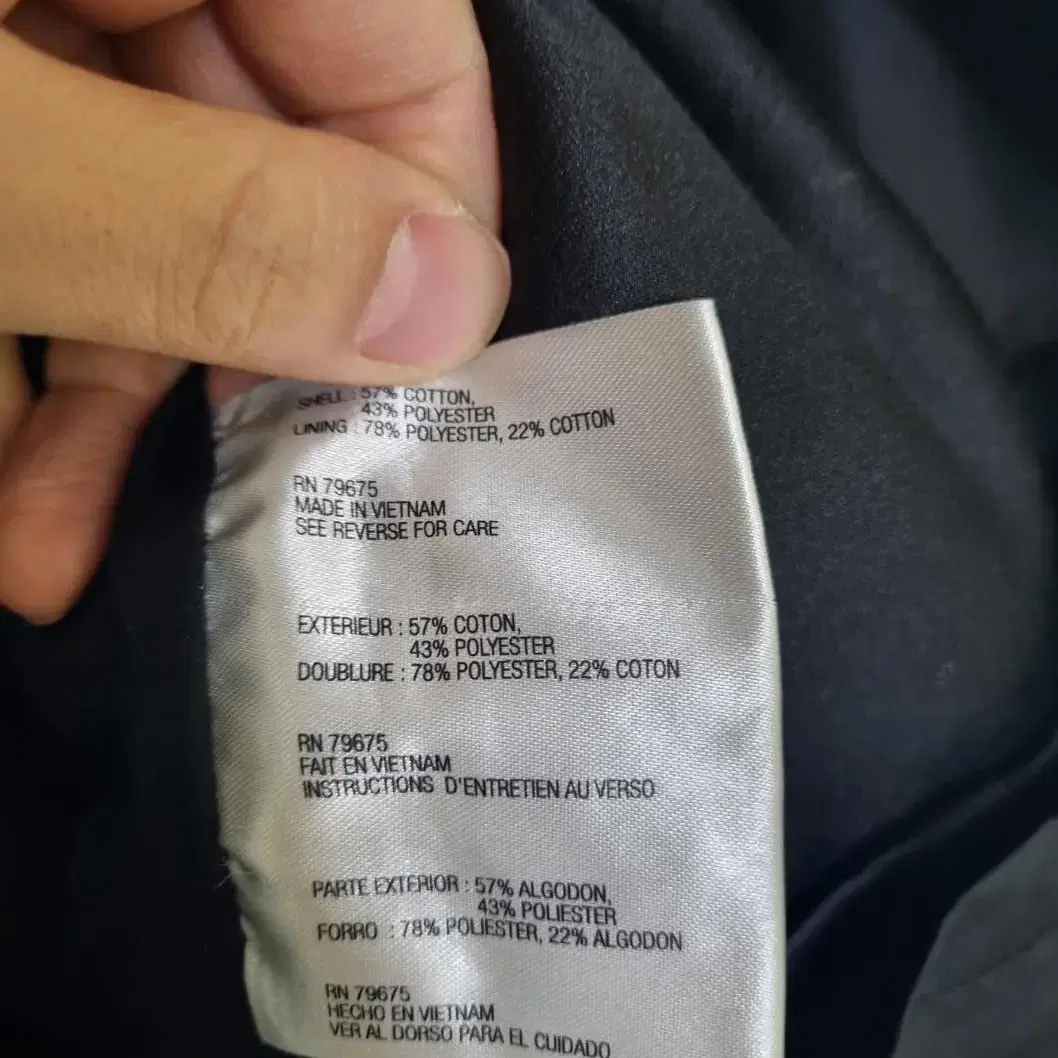 SHELL : 57% COTTON,
43% POLYESTER
LINING : 78% POLYESTER, 22% COTTON
RN 79675
MADE IN VIETNAM
SEE REVERSE FOR CARE
EXTERIEUR : 57% COTON,
43% POLYESTER
DOUBLURE : 78% POLYESTER, 22% COTON
RN 79675
FAIT EN VIETNAM
INSTRUCTIONS D'ENTRETIEN AU VERSO
PARTE EXTERIOR : 57% ALGODON,
43% POLIESTER
FORRO : 78% POLIESTER, 22% ALGODON
RN 79675
HECHO EN VIETNAM
VER AL DORSO PARA EL CUIDADO